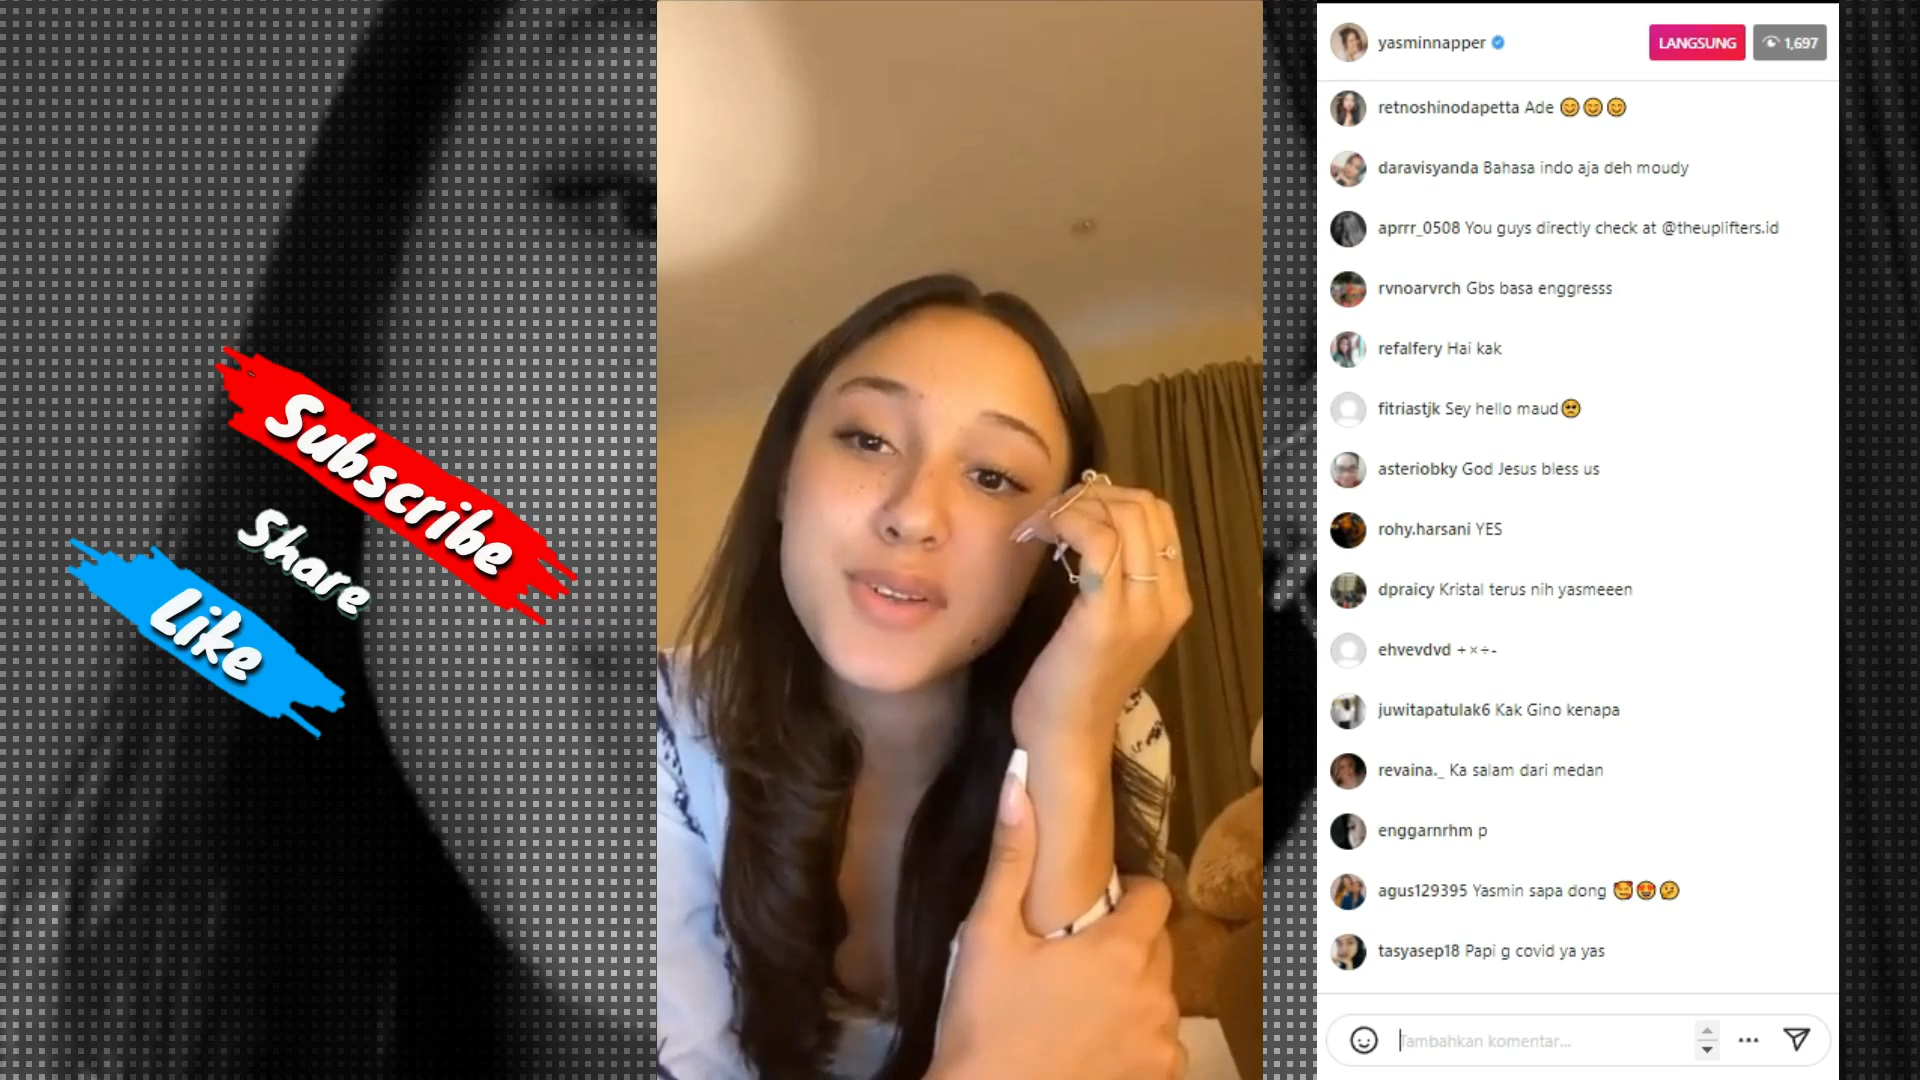 Subscribe
Share
Like
yasminnapper
LANGSUNG
1,697
retnoshinodapetta Ade 😊😊😊
daravisyanda Bahasa indo aja deh moudy
aprrr_0508 You guys directly check at @theuplifters.id
rvnoarvrch Gbs basa enggresss
refalfery Hai kak
fitriastjk Sey hello maud🥺
asteriobky God Jesus bless us
rohy.harsani YES
dpraicy Kristal terus nih yasmeeen
ehvevdvd +×÷-
juwitapatulak6 Kak Gino kenapa
revaina._ Ka salam dari medan
enggarnrhm p
agus129395 Yasmin sapa dong 🥰😍🤔
tasyasep18 Papi g covid ya yas
Tambahkan komentar...